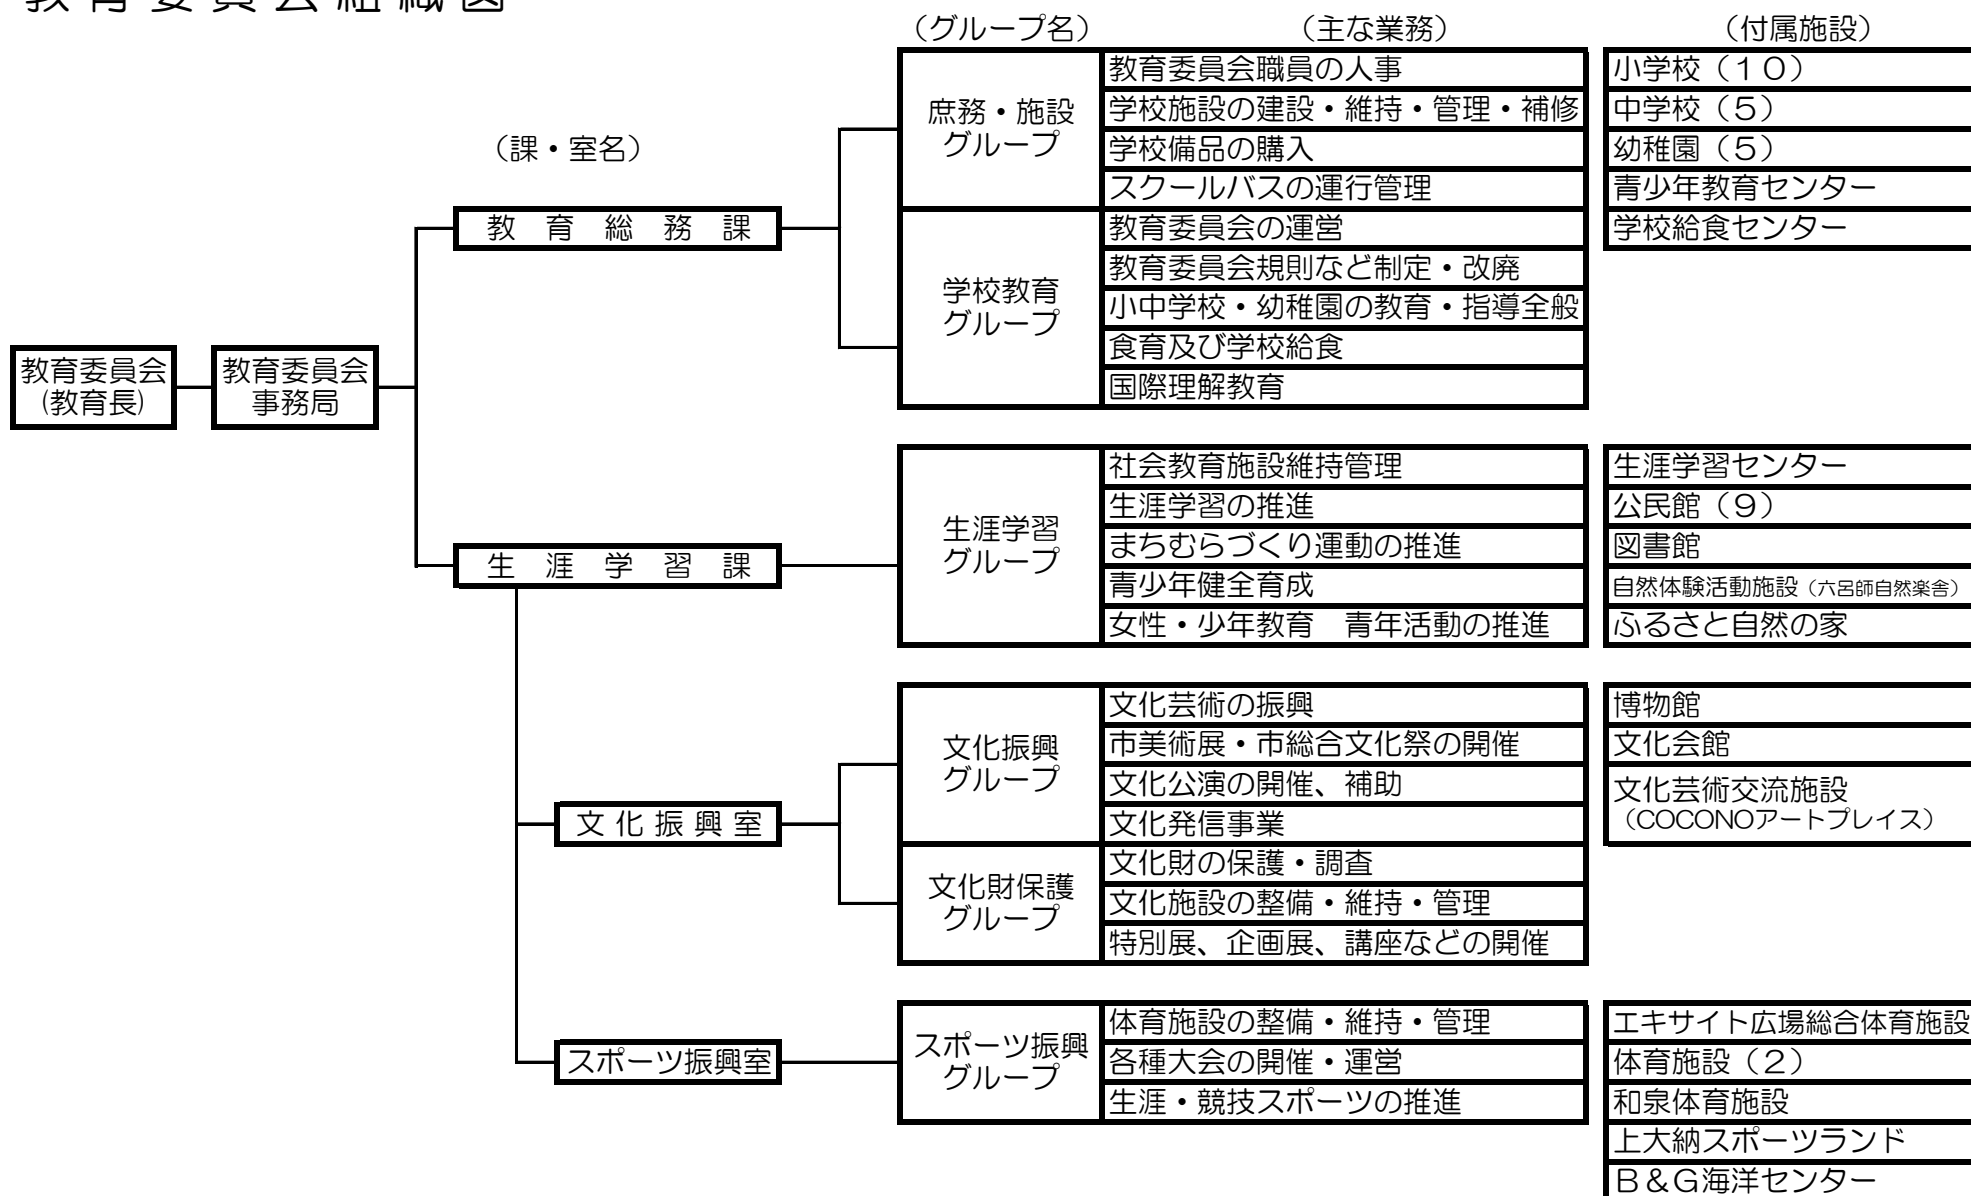 教育委員会組織図
（グループ名）
（主な業務）
（付属施設）
（課・室名）
教育委員会
(教育長)
教育委員会
事務局
教育総務課
庶務・施設
グループ
教育委員会職員の人事
学校施設の建設・維持・管理・補修
学校備品の購入
スクールバスの運行管理
学校教育
グループ
教育委員会の運営
教育委員会規則など制定・改廃
小中学校・幼稚園の教育・指導全般
食育及び学校給食
国際理解教育
小学校（１０）
中学校（５）
幼稚園（５）
青少年教育センター
学校給食センター
生涯学習課
生涯学習
グループ
社会教育施設維持管理
生涯学習の推進
まちむらづくり運動の推進
青少年健全育成
女性・少年教育　青年活動の推進
生涯学習センター
公民館（９）
図書館
自然体験活動施設（六呂師自然楽舎）
ふるさと自然の家
文化振興室
文化振興
グループ
文化芸術の振興
市美術展・市総合文化祭の開催
文化公演の開催、補助
文化発信事業
文化財保護
グループ
文化財の保護・調査
文化施設の整備・維持・管理
特別展、企画展、講座などの開催
博物館
文化会館
文化芸術交流施設
（COCONOアートプレイス）
スポーツ振興室
スポーツ振興
グループ
体育施設の整備・維持・管理
各種大会の開催・運営
生涯・競技スポーツの推進
エキサイト広場総合体育施設
体育施設（２）
和泉体育施設
上大納スポーツランド
Ｂ＆Ｇ海洋センター